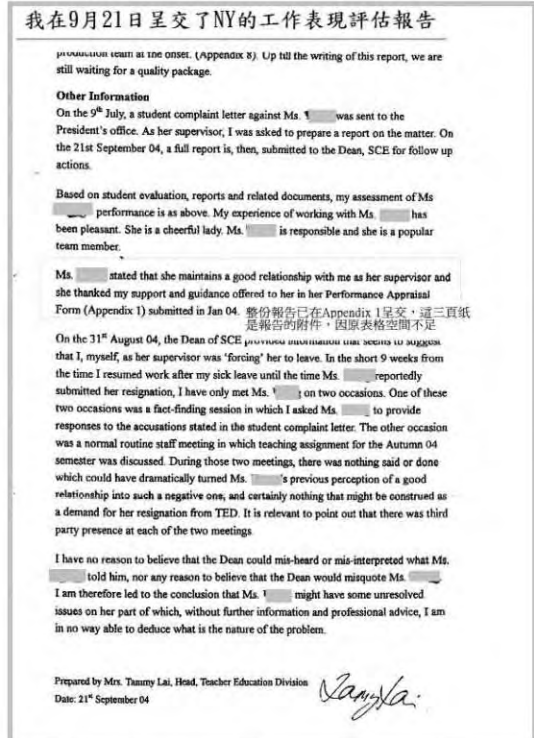 我在9月21日呈交了NY的工作表現評估報告
production team at the onset. (Appendix 8). Up till the writing of this report, we are
still waiting for a quality package.
Other Information
On the 9th July, a student complaint letter against Ms. was sent to the
President's office. As her supervisor, I was asked to prepare a report on the matter. On
the 21st September 04, a full report is, then, submitted to the Dean, SCE for follow up
actions.
Based on student evaluation, reports and related documents, my assessment of Ms
performance is as above. My experience of working with Ms. has
been pleasant. She is a cheerful lady. Ms. is responsible and she is a popular
team member.
Ms. stated that she maintains a good relationship with me as her supervisor and
she thanked my support and guidance offered to her in her Performance Appraisal
Form (Appendix 1) submitted in Jan 04. 整份報告已在Appendix 1呈交,這三頁紙
是報告的附件,因原表格空間不足
On the 31st August 04, the Dean of SCE provided information that seems to suggest
that I, myself, as her supervisor was 'forcing' her to leave. In the short 9 weeks from
the time I resumed work after my sick leave until the time Ms. reportedly
submitted her resignation, I have only met Ms. on two occasions. One of these
two occasions was a fact-finding session in which I asked Ms. to provide
responses to the accusations stated in the student complaint letter. The other occasion
was a normal routine staff meeting in which teaching assignment for the Autumn 04
semester was discussed. During those two meetings, there was nothing said or done
which could have dramatically turned Ms. 's previous perception of a good
relationship into such a negative one, and certainly nothing that might be construed as
a demand for her resignation from TED. It is relevant to point out that there was third
party presence at each of the two meetings
I have no reason to believe that the Dean could mis-heard or mis-interpreted what Ms.
told him, nor any reason to believe that the Dean would misquote Ms.
I am therefore led to the conclusion that Ms. might have some unresolved
issues on her part of which, without further information and professional advice, I am
in no way able to deduce what is the nature of the problem.
Prepared by Mrs. Tammy Lai, Head, Teacher Education Division
Date: 21st September 04